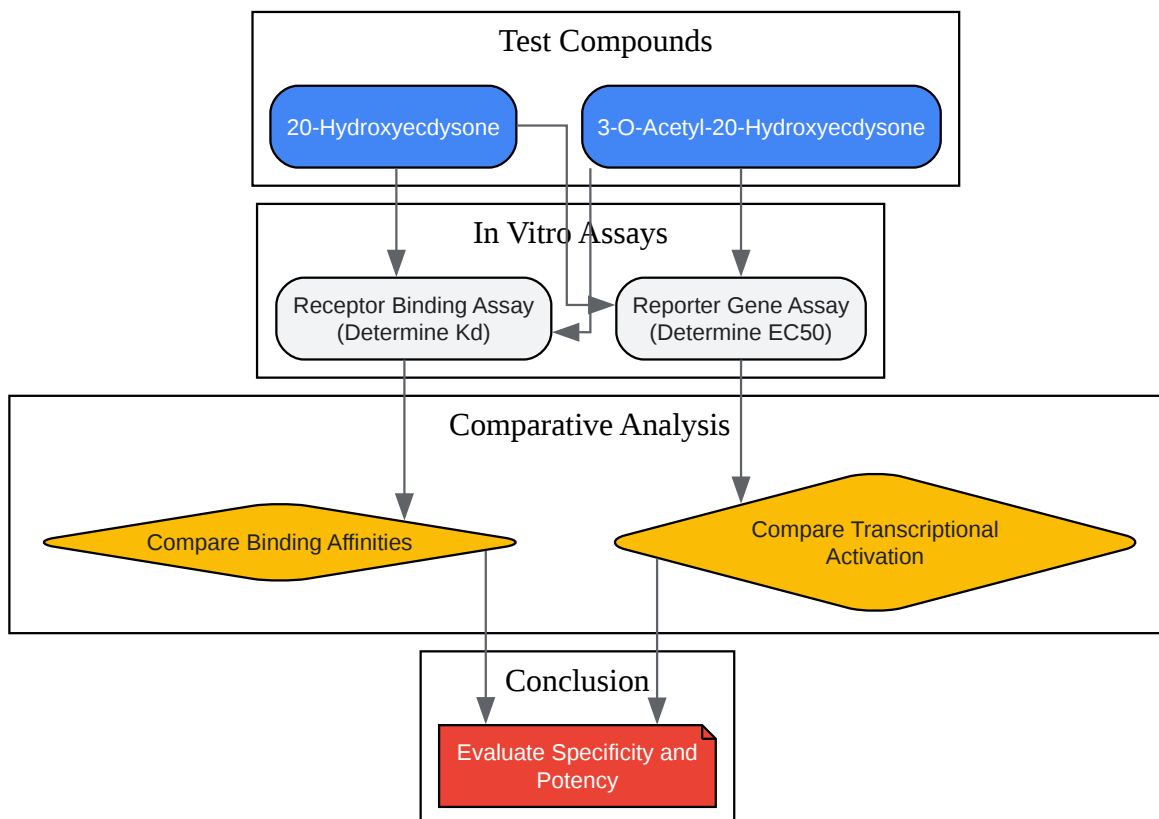 Test Compounds
20-Hydroxyecdysone
3-O-Acetyl-20-Hydroxyecdysone
In Vitro Assays
Receptor Binding Assay
(Determine Kd)
Reporter Gene Assay
(Determine EC50)
Comparative Analysis
Compare Binding Affinities
Compare Transcriptional
Activation
Conclusion
Evaluate Specificity and
Potency